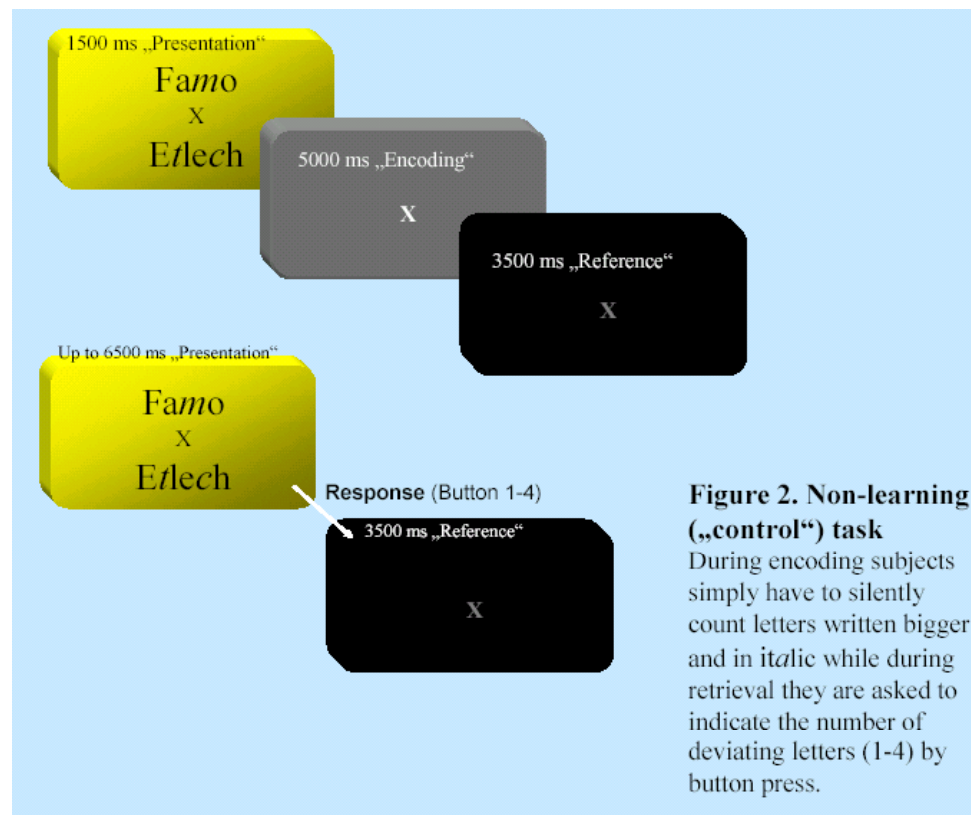 1500 ms „Presentation“
Famo
X
Etlech
5000 ms „Encoding“
X
3500 ms „Reference“
X
Up to 6500 ms „Presentation“
Famo
X
Etlech
Response (Button 1-4)
3500 ms „Reference“
X
Figure 2. Non-learning
(„control“) task
During encoding subjects
simply have to silently
count letters written bigger
and in italic while during
retrieval they are asked to
indicate the number of
deviating letters (1-4) by
button press.